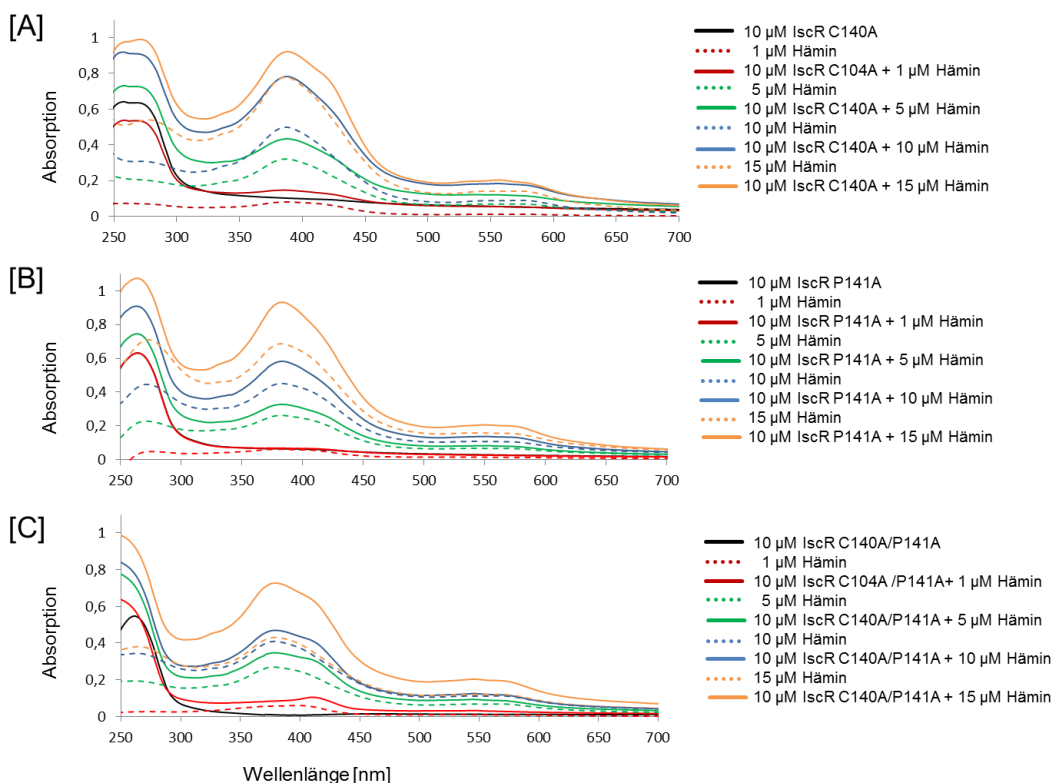 [A]
Absorption
1
0,8
0,6
0,4
0,2
0
250 300 350 400 450 500 550 600 650 700
10 µM IscR C140A
1 µM Hämin
10 µM IscR C104A + 1 µM Hämin
5 µM Hämin
10 µM IscR C140A + 5 µM Hämin
10 µM Hämin
10 µM IscR C140A + 10 µM Hämin
15 µM Hämin
10 µM IscR C140A + 15 µM Hämin
[B]
Absorption
1
0,8
0,6
0,4
0,2
0
250 300 350 400 450 500 550 600 650 700
10 µM IscR P141A
1 µM Hämin
10 µM IscR P141A + 1 µM Hämin
5 µM Hämin
10 µM IscR P141A + 5 µM Hämin
10 µM Hämin
10 µM IscR P141A + 10 µM Hämin
15 µM Hämin
10 µM IscR P141A + 15 µM Hämin
[C]
Absorption
1
0,8
0,6
0,4
0,2
0
250 300 350 400 450 500 550 600 650 700
10 µM IscR C140A/P141A
1 µM Hämin
10 µM IscR C104A /P141A+ 1 µM Hämin
5 µM Hämin
10 µM IscR C140A/P141A + 5 µM Hämin
10 µM Hämin
10 µM IscR C140A/P141A + 10 µM Hämin
15 µM Hämin
10 µM IscR C140A/P141A + 15 µM Hämin
Wellenlänge [nm]